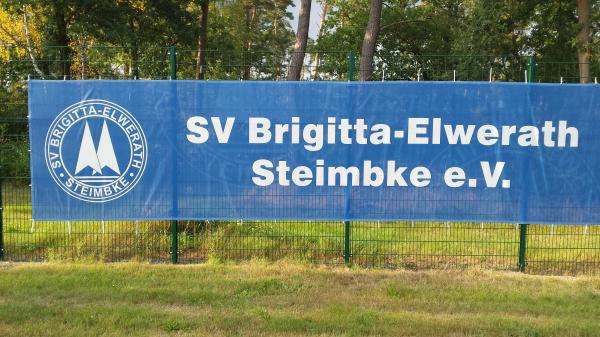 SV BRIGITTA-ELWERATH
STEIMBKE
SV Brigitta-Elwerath
Steimbke e.V.